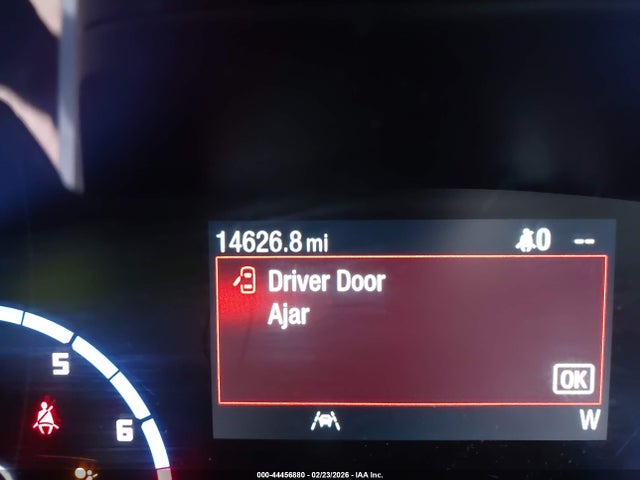 14626.8 mi 0 --
Driver Door
Ajar
OK
W
5
6
000-44456880 - 02/23/2026 - IAA Inc.